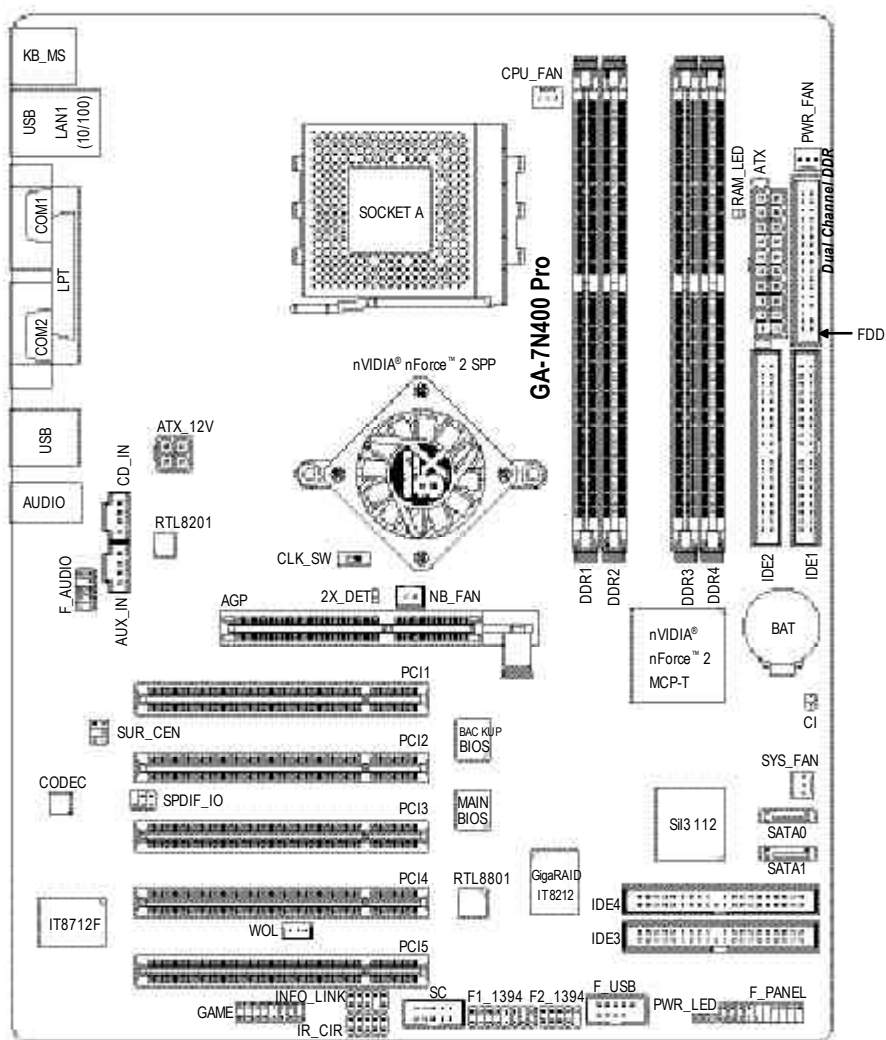 KB_MS
CPU_FAN
USB
LAN1
(10/100)
PWR_FAN
ATX
RAM_LED
Dual Channel DDR
COM1
LPT
COM2
SOCKET A
GA-7N400 Pro
FDD
nVIDIA® nForce™ 2 SPP
USB
ATX_12V
CD_IN
AUDIO
RTL8201
CLK_SW
F_AUDIO
AUX_IN
2X_DET
NB_FAN
AGP
DDR1
DDR2
DDR3
DDR4
IDE2
IDE1
nVIDIA®
nForce™ 2
MCP-T
BAT
PCI1
CI
SUR_CEN
PCI2
BACKUP
BIOS
SYS_FAN
CODEC
SPDIF_IO
PCI3
MAIN
BIOS
SiI3112
SATA0
SATA1
PCI4
RTL8801
GigaRAID
IT8212
IDE4
IT8712F
WOL
IDE3
PCI5
INFO_LINK
SC
F1_1394
F2_1394
F_USB
PWR_LED
F_PANEL
GAME
IR_CIR